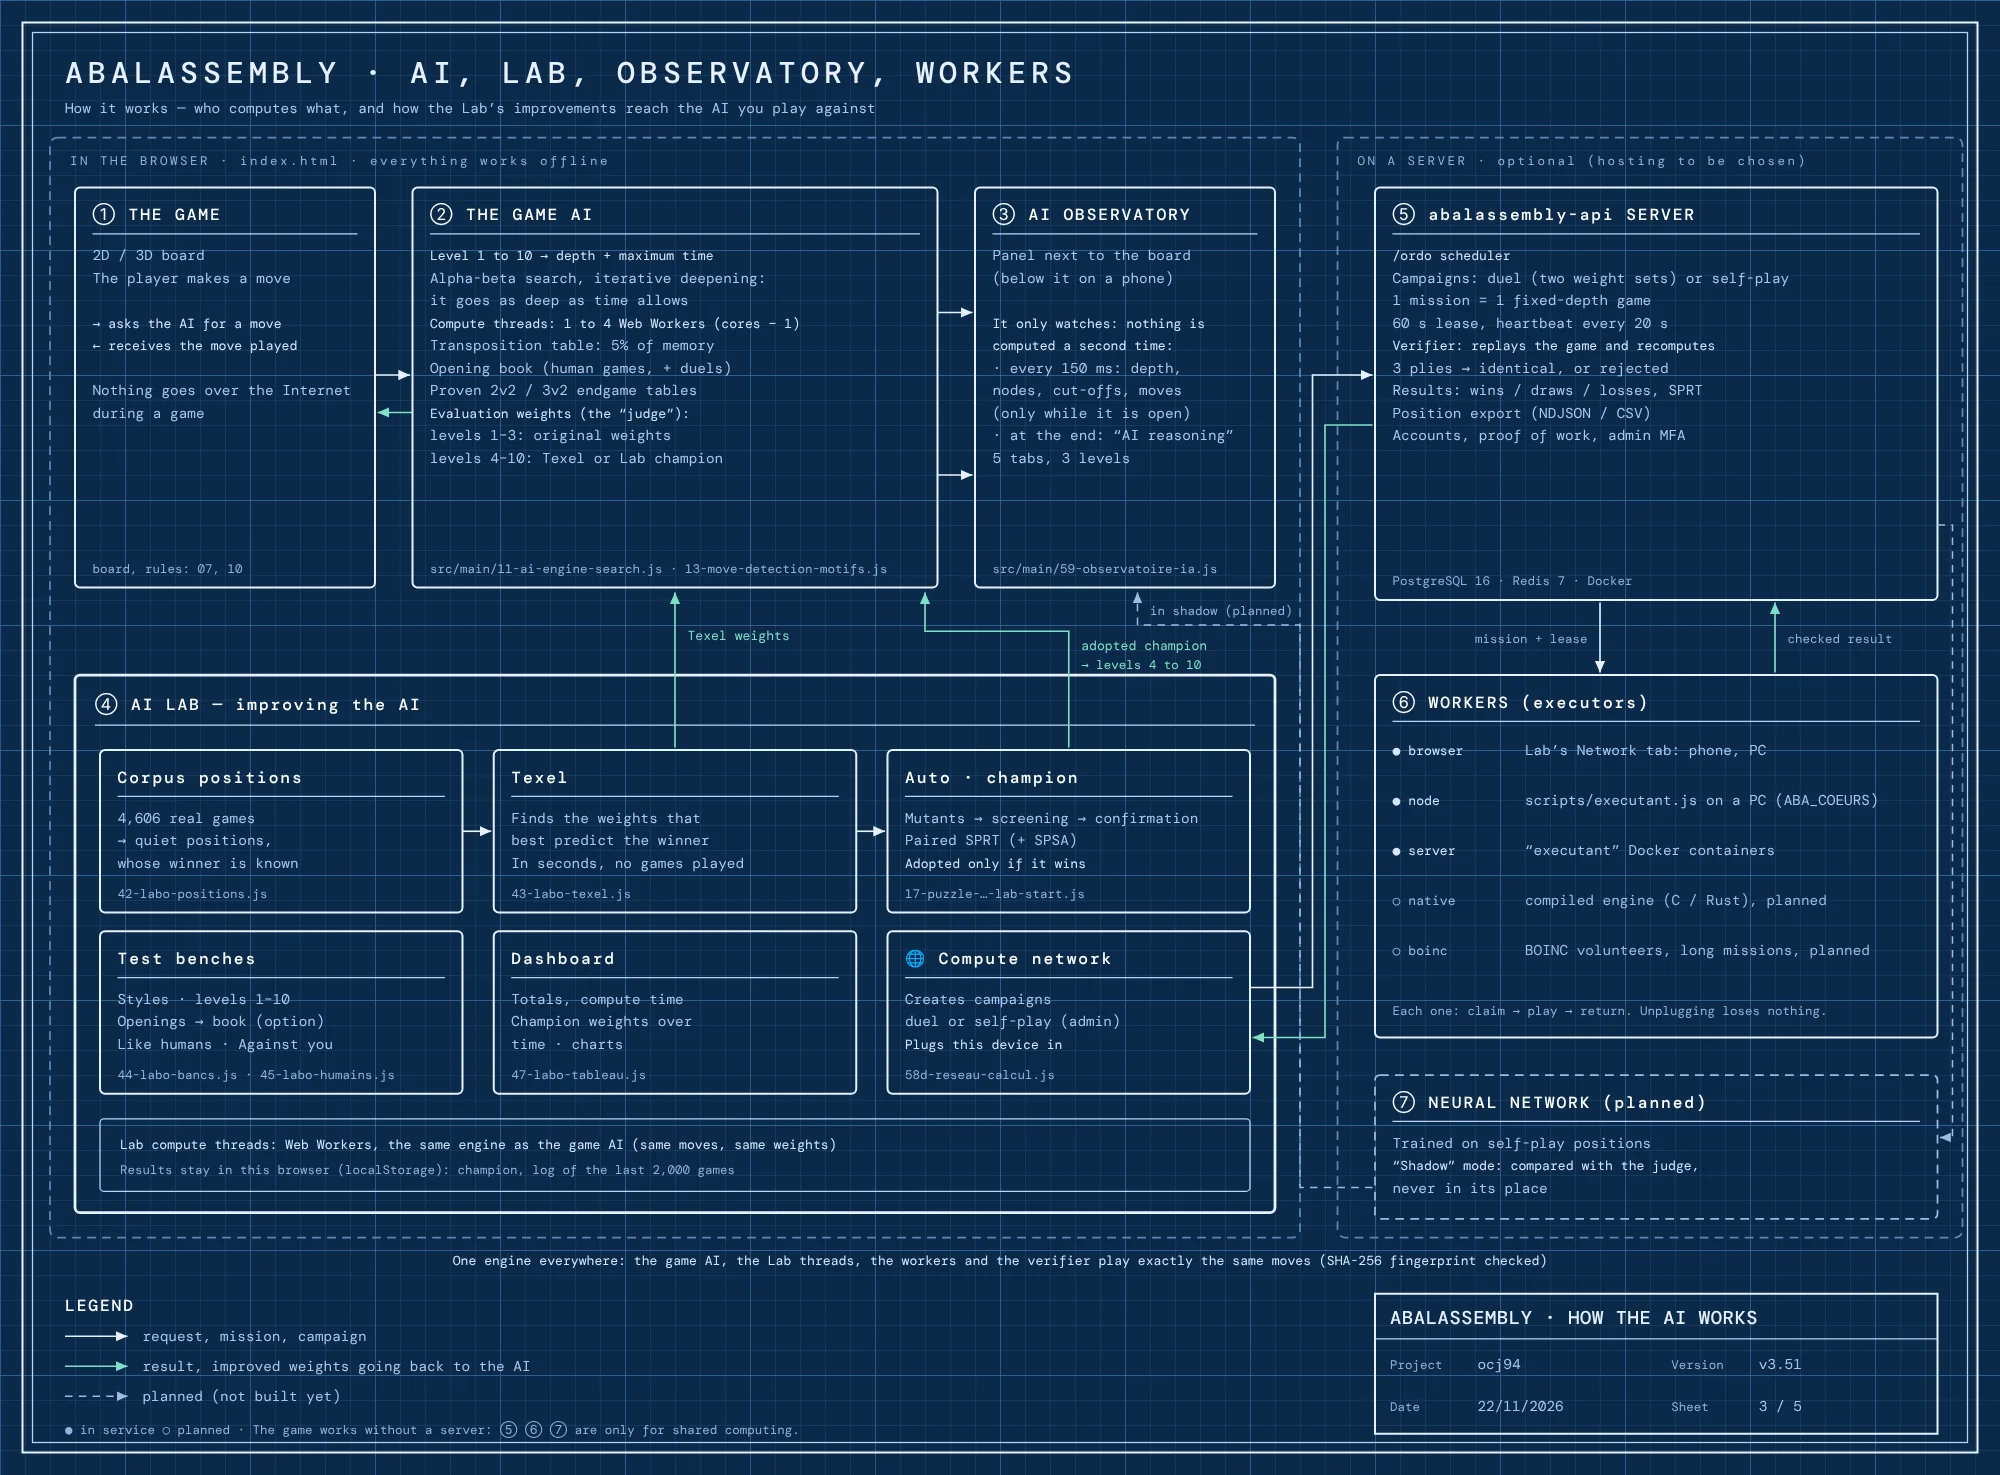 ABALASSEMBLY · AI, LAB, OBSERVATORY, WORKERS
How it works — who computes what, and how the Lab’s improvements reach the AI you play against
IN THE BROWSER · index.html · everything works offline
① THE GAME
2D / 3D board
The player makes a move
→ asks the AI for a move
← receives the move played
Nothing goes over the Internet
during a game
board, rules: 07, 10
② THE GAME AI
Level 1 to 10 → depth + maximum time
Alpha-beta search, iterative deepening:
it goes as deep as time allows
Compute threads: 1 to 4 Web Workers (cores − 1)
Transposition table: 5% of memory
Opening book (human games, + duels)
Proven 2v2 / 3v2 endgame tables
Evaluation weights (the “judge”):
levels 1–3: original weights
levels 4–10: Texel or Lab champion
src/main/11-ai-engine-search.js · 13-move-detection-motifs.js
③ AI OBSERVATORY
Panel next to the board
(below it on a phone)
It only watches: nothing is
computed a second time:
· every 150 ms: depth,
nodes, cut-offs, moves
(only while it is open)
· at the end: “AI reasoning”
5 tabs, 3 levels
src/main/59-observatoire-ia.js
Texel weights
adopted champion
→ levels 4 to 10
in shadow (planned)
④ AI LAB — improving the AI
Corpus positions
4,606 real games
→ quiet positions,
whose winner is known
42-labo-positions.js
Texel
Finds the weights that
best predict the winner
In seconds, no games played
43-labo-texel.js
Auto · champion
Mutants → screening → confirmation
Paired SPRT (+ SPSA)
Adopted only if it wins
17-puzzle-…-lab-start.js
Test benches
Styles · levels 1–10
Openings → book (option)
Like humans · Against you
44-labo-bancs.js · 45-labo-humains.js
Dashboard
Totals, compute time
Champion weights over
time · charts
47-labo-tableau.js
🌐 Compute network
Creates campaigns
duel or self-play (admin)
Plugs this device in
58d-reseau-calcul.js
Lab compute threads: Web Workers, the same engine as the game AI (same moves, same weights)
Results stay in this browser (localStorage): champion, log of the last 2,000 games
ON A SERVER · optional (hosting to be chosen)
⑤ abalassembly-api SERVER
/ordo scheduler
Campaigns: duel (two weight sets) or self-play
1 mission = 1 fixed-depth game
60 s lease, heartbeat every 20 s
Verifier: replays the game and recomputes
3 plies → identical, or rejected
Results: wins / draws / losses, SPRT
Position export (NDJSON / CSV)
Accounts, proof of work, admin MFA
PostgreSQL 16 · Redis 7 · Docker
mission + lease
checked result
⑥ WORKERS (executors)
● browser Lab’s Network tab: phone, PC
● node scripts/executant.js on a PC (ABA_COEURS)
● server “executant” Docker containers
○ native compiled engine (C / Rust), planned
○ boinc BOINC volunteers, long missions, planned
Each one: claim → play → return. Unplugging loses nothing.
⑦ NEURAL NETWORK (planned)
Trained on self-play positions
“Shadow” mode: compared with the judge,
never in its place
One engine everywhere: the game AI, the Lab threads, the workers and the verifier play exactly the same moves (SHA-256 fingerprint checked)
LEGEND
request, mission, campaign
result, improved weights going back to the AI
planned (not built yet)
● in service ○ planned · The game works without a server: ⑤ ⑥ ⑦ are only for shared computing.
ABALASSEMBLY · HOW THE AI WORKS
Project ocj94 Version v3.51
Date 22/11/2026 Sheet 3 / 5